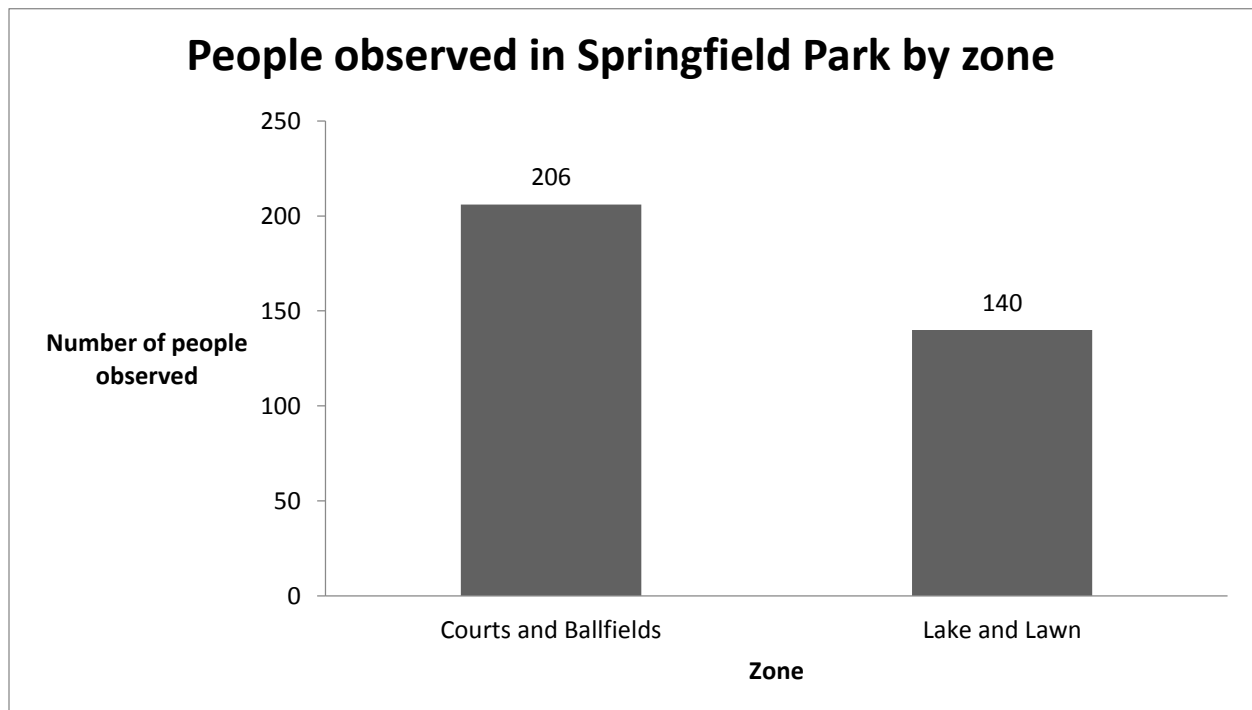 People observed in Springfield Park by zone
250
200
150
100
50
0
206
140
Number of people
observed
Courts and Ballfields
Lake and Lawn
Zone